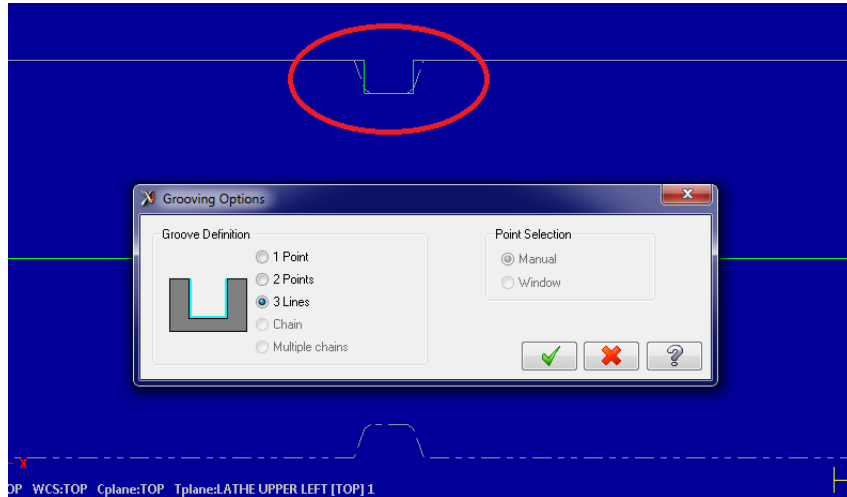 Grooving Options
Groove Definition
1 Point
2 Points
3 Lines
Chain
Multiple chains
Point Selection
Manual
Window
X
OP WCS:TOP Cplane:TOP Tplane:LATHE UPPER LEFT [TOP] 1